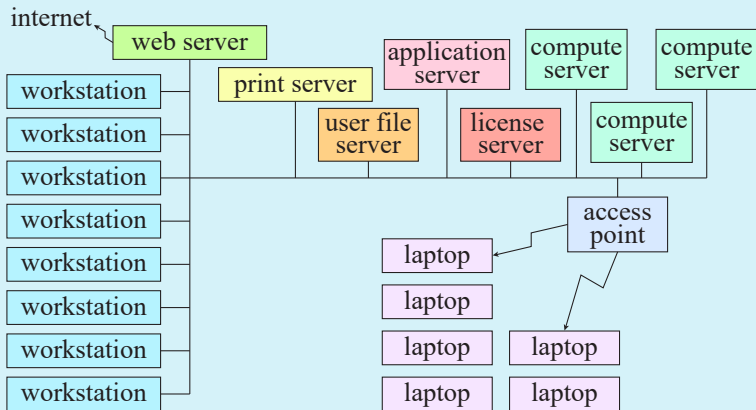 internet
web server
workstation
workstation
workstation
workstation
workstation
workstation
workstation
workstation
print server
user file
server
application
server
license
server
compute
server
compute
server
compute
server
access
point
laptop
laptop
laptop
laptop
laptop
laptop